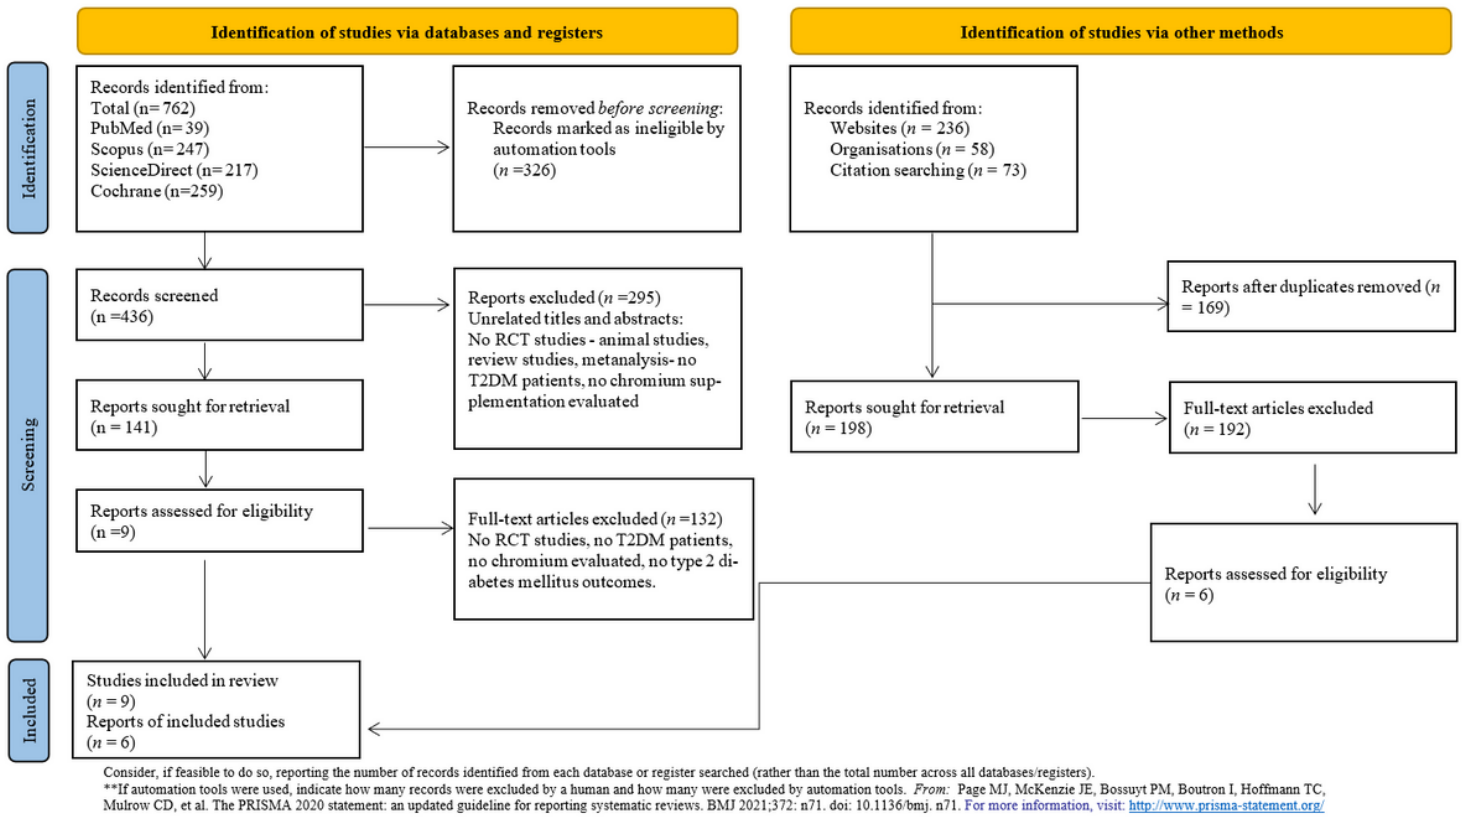 Identification of studies via databases and registers
Identification of studies via other methods
Identification
Records identified from:
Total (n= 762)
PubMed (n= 39)
Scopus (n= 247)
ScienceDirect (n= 217)
Cochrane (n=259)
Records removed before screening:
Records marked as ineligible by
automation tools
(n =326)
Records identified from:
Websites (n = 236)
Organisations (n = 58)
Citation searching (n = 73)
Screening
Records screened
(n =436)
Reports excluded (n =295)
Unrelated titles and abstracts:
No RCT studies - animal studies,
review studies, metanalysis- no
T2DM patients, no chromium sup-
plementation evaluated
Reports after duplicates removed (n
= 169)
Reports sought for retrieval
(n = 141)
Reports sought for retrieval
(n = 198)
Full-text articles excluded
(n = 192)
Reports assessed for eligibility
(n =9)
Full-text articles excluded (n =132)
No RCT studies, no T2DM patients,
no chromium evaluated, no type 2 di-
abetes mellitus outcomes.
Reports assessed for eligibility
(n = 6)
Included
Studies included in review
(n = 9)
Reports of included studies
(n = 6)
Consider, if feasible to do so, reporting the number of records identified from each database or register searched (rather than the total number across all databases/registers).
**If automation tools were used, indicate how many records were excluded by a human and how many were excluded by automation tools. From: Page MJ, McKenzie JE, Bossuyt PM, Boutron I, Hoffmann TC,
Mulrow CD, et al. The PRISMA 2020 statement: an updated guideline for reporting systematic reviews. BMJ 2021;372: n71. doi: 10.1136/bmj. n71. For more information, visit: http://www.prisma-statement.org/